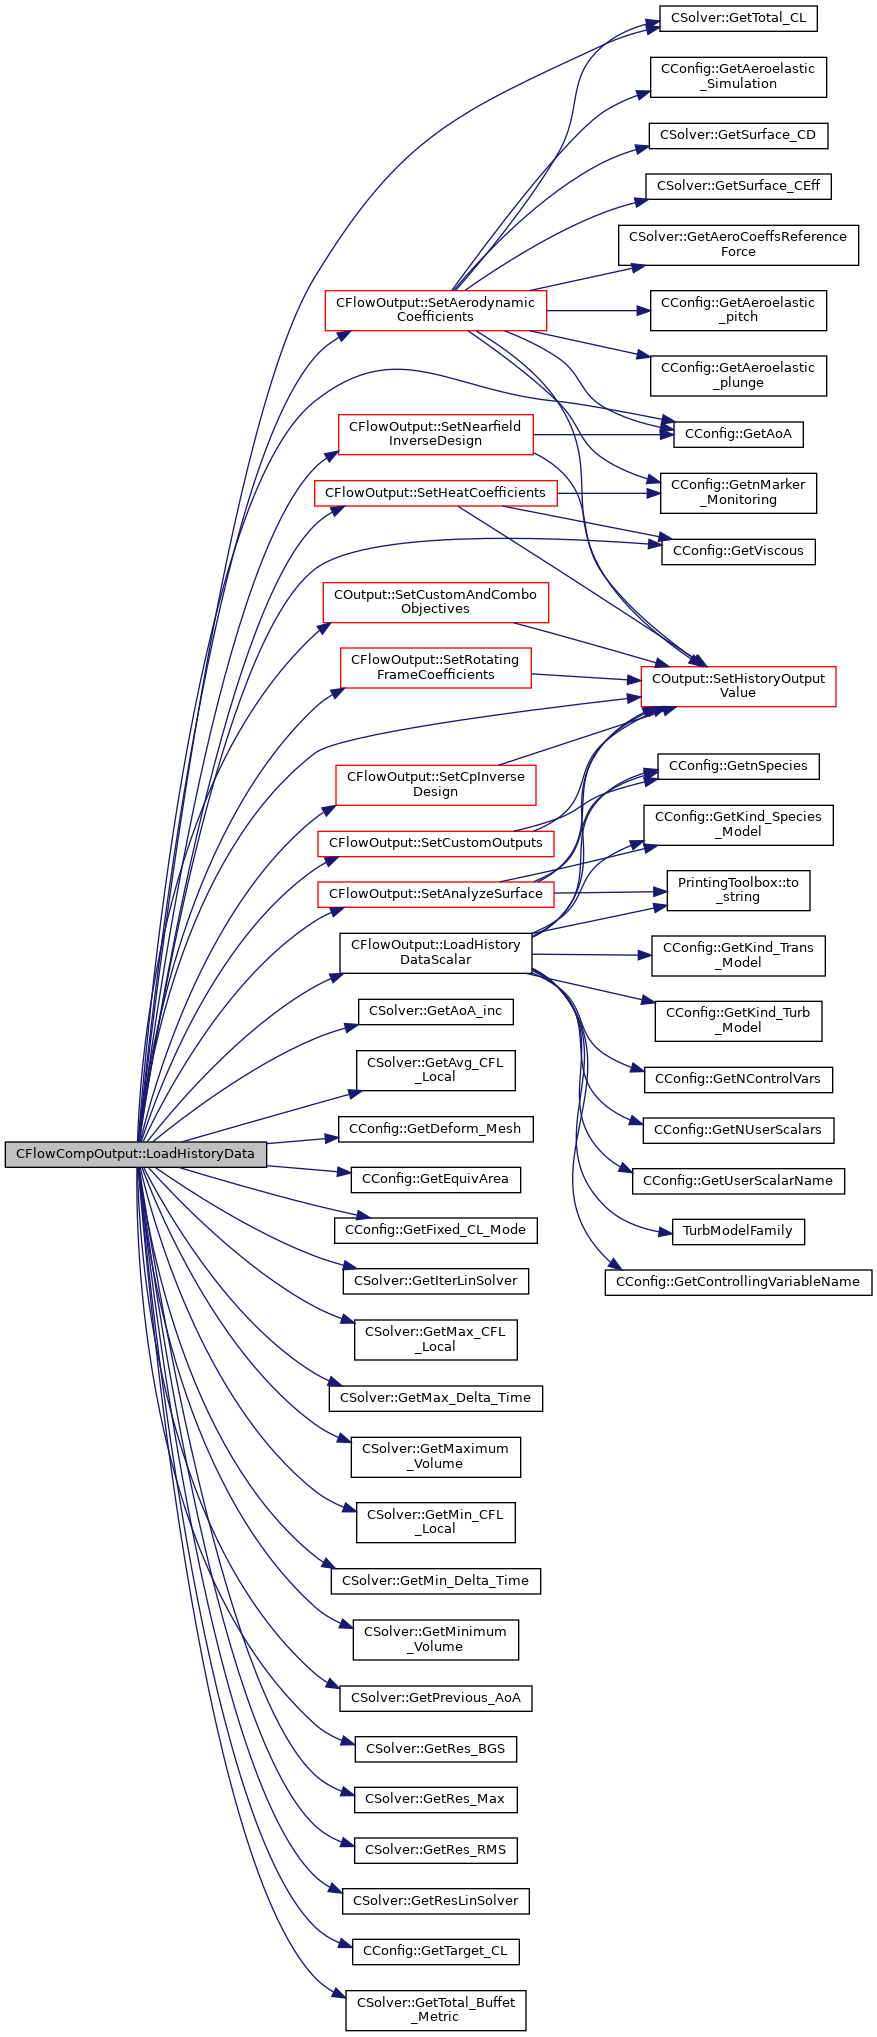 CSolver::GetTotal_CL
CConfig::GetAeroelastic
_Simulation
CSolver::GetSurface_CD
CSolver::GetSurface_CEff
CSolver::GetAeroCoeffsReference
Force
CFlowOutput::SetAerodynamic
Coefficients
CConfig::GetAeroelastic
_pitch
CConfig::GetAeroelastic
_plunge
CFlowOutput::SetNearfield
InverseDesign
CConfig::GetAoA
CFlowOutput::SetHeatCoefficients
CConfig::GetnMarker
_Monitoring
CConfig::GetViscous
COutput::SetCustomAndCombo
Objectives
CFlowOutput::SetRotating
FrameCoefficients
COutput::SetHistoryOutput
Value
CFlowOutput::SetCpInverse
Design
CConfig::GetnSpecies
CFlowOutput::SetCustomOutputs
CConfig::GetKind_Species
_Model
CFlowOutput::SetAnalyzeSurface
PrintingToolbox::to
_string
CFlowOutput::LoadHistory
DataScalar
CConfig::GetKind_Trans
_Model
CSolver::GetAoA_inc
CConfig::GetKind_Turb
_Model
CSolver::GetAvg_CFL
_Local
CConfig::GetNControlVars
CConfig::GetDeform_Mesh
CConfig::GetNUserScalars
CFlowCompOutput::LoadHistoryData
CConfig::GetEquivArea
CConfig::GetUserScalarName
CConfig::GetFixed_CL_Mode
TurbModelFamily
CSolver::GetIterLinSolver
CConfig::GetControllingVariableName
CSolver::GetMax_CFL
_Local
CSolver::GetMax_Delta_Time
CSolver::GetMaximum
_Volume
CSolver::GetMin_CFL
_Local
CSolver::GetMin_Delta_Time
CSolver::GetMinimum
_Volume
CSolver::GetPrevious_AoA
CSolver::GetRes_BGS
CSolver::GetRes_Max
CSolver::GetRes_RMS
CSolver::GetResLinSolver
CConfig::GetTarget_CL
CSolver::GetTotal_Buffet
_Metric